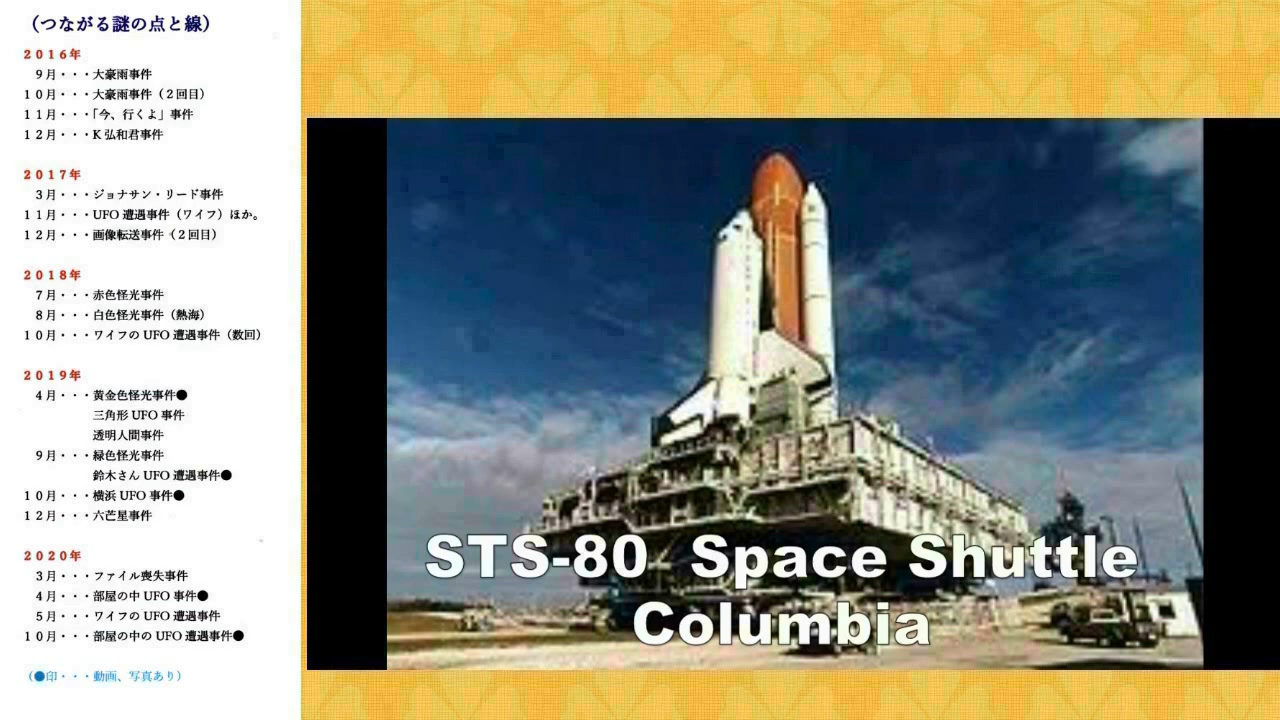 （つながる謎の点と線）
２０１６年
９月・・・大豪雨事件
１０月・・・大豪雨事件（２回目）
１１月・・・「今、行くよ」事件
１２月・・・K 弘和君事件
２０１７年
３月・・・ジョナサン・リード事件
１１月・・・UFO 遭遇事件（ワイフ）ほか。
１２月・・・画像転送事件（２回目）
２０１８年
７月・・・赤色怪光事件
８月・・・白色怪光事件（熱海）
１０月・・・ワイフの UFO 遭遇事件（数回）
２０１９年
４月・・・黄金色怪光事件●
三角形 UFO 事件
透明人間事件
９月・・・緑色怪光事件
鈴木さん UFO 遭遇事件●
１０月・・・横浜 UFO 事件●
１２月・・・六芒星事件
２０２０年
３月・・・ファイル喪失事件
４月・・・部屋の中 UFO 事件●
５月・・・ワイフの UFO 遭遇事件
１０月・・・部屋の中の UFO 遭遇事件●
（●印・・・動画、写真あり）
STS-80 Space Shuttle
Columbia